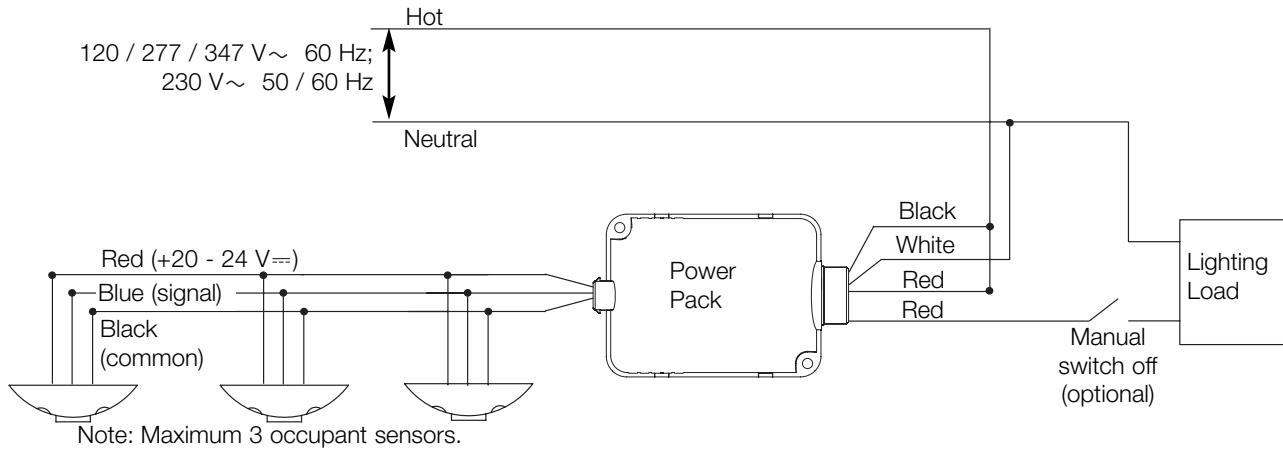 Hot
120 / 277 / 347 V~ 60 Hz;
230 V~ 50 / 60 Hz
Neutral
Black
White
Red
Red
Power
Pack
Lighting
Load
Red (+20 - 24 V⎓)
Blue (signal)
Black
(common)
Manual
switch off
(optional)
Note: Maximum 3 occupant sensors.